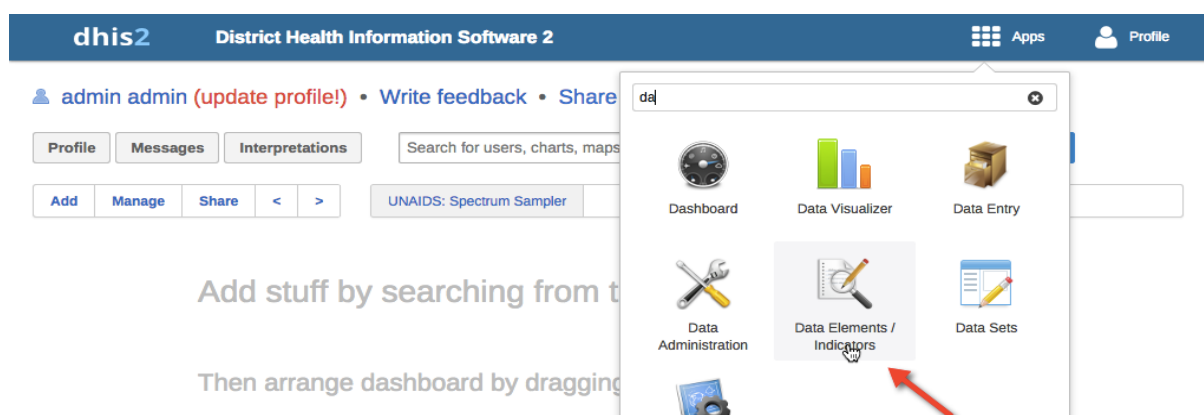 dhis2 District Health Information Software 2 Apps Profile
admin admin (update profile!) • Write feedback • Share
da
Profile Messages Interpretations Search for users, charts, maps
Add Manage Share < > UNAIDS: Spectrum Sampler
Dashboard Data Visualizer Data Entry
Add stuff by searching from t
Data Administration
Data Elements / Indicators
Data Sets
Then arrange dashboard by dragging